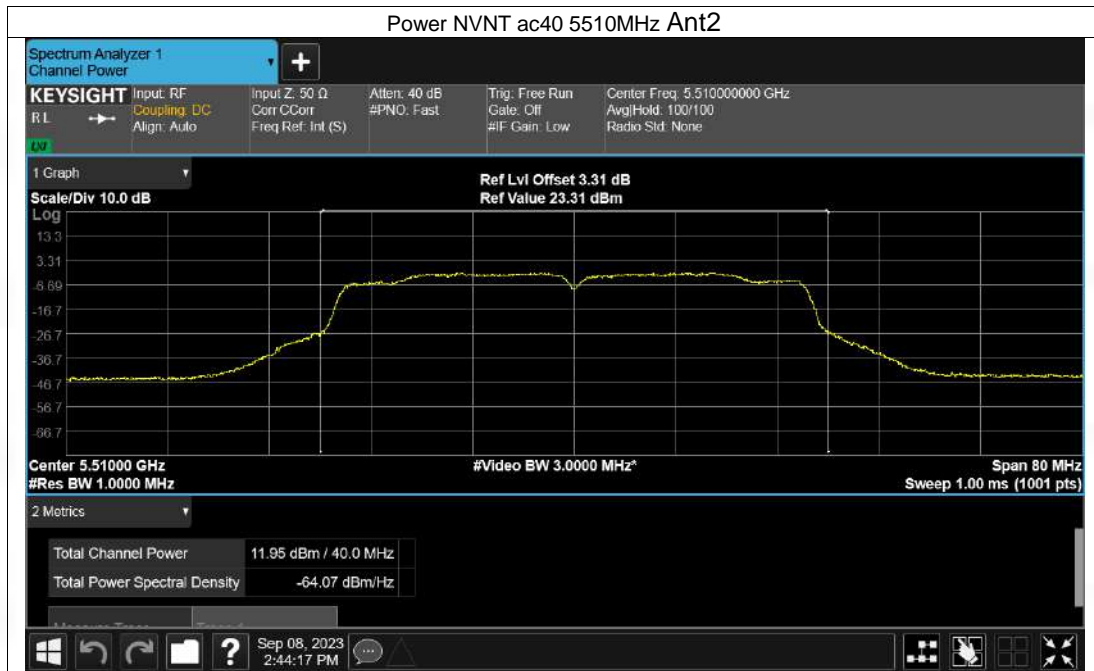 Power NVNT ac40 5510MHz Ant2
Spectrum Analyzer 1
Channel Power
KEYSIGHT
R L
LXI
Input: RF
Coupling: DC
Align: Auto
Input Z: 50 Ω
Corr CCorr
Freq Ref: Int (S)
Atten: 40 dB
#PNO: Fast
Trig: Free Run
Gate: Off
#IF Gain: Low
Center Freq: 5.510000000 GHz
Avg|Hold: 100/100
Radio Std: None
1 Graph
Scale/Div 10.0 dB
Ref Lvl Offset 3.31 dB
Ref Value 23.31 dBm
Log
13.3
3.31
-6.69
-16.7
-26.7
-36.7
-46.7
-56.7
-66.7
Center 5.51000 GHz
#Res BW 1.0000 MHz
#Video BW 3.0000 MHz*
Span 80 MHz
Sweep 1.00 ms (1001 pts)
2 Metrics
Total Channel Power 11.95 dBm / 40.0 MHz
Total Power Spectral Density -64.07 dBm/Hz
?
Sep 08, 2023
2:44:17 PM